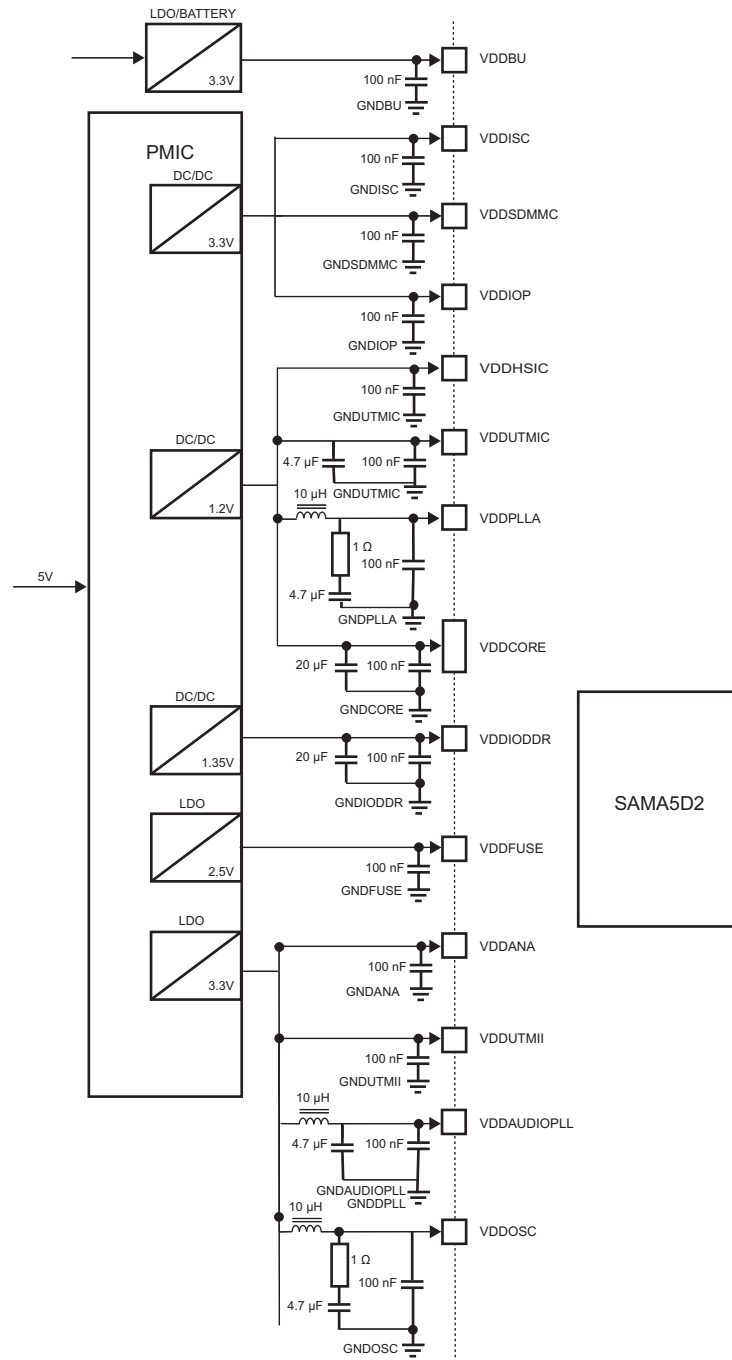 LDO/BATTERY
3.3V
VDDBU
100 nF
GNDBU
PMIC
VDDISC
100 nF
GNDISC
DC/DC
3.3V
VDDSDMMC
100 nF
GNDSDMMC
VDDIOP
100 nF
GNDIOP
VDDHSIC
100 nF
GNDUTMIC
DC/DC
1.2V
VDDUTMIC
4.7 µF
100 nF
GNDUTMIC
10 µH
VDDPLLA
1 Ω
100 nF
4.7 µF
GNDPLLA
5V
VDDCORE
20 µF
100 nF
GNDCORE
DC/DC
1.35V
VDDIODDR
20 µF
100 nF
GNDIODDR
SAMA5D2
LDO
2.5V
VDDFUSE
100 nF
GNDFUSE
LDO
3.3V
VDDANA
100 nF
GNDANA
VDDUTMII
100 nF
GNDUTMII
10 µH
VDDAUDIOPLL
4.7 µF
100 nF
GNDAUDIOPLL
GNDDPLL
10 µH
VDDOSC
1 Ω
100 nF
4.7 µF
GNDOSC